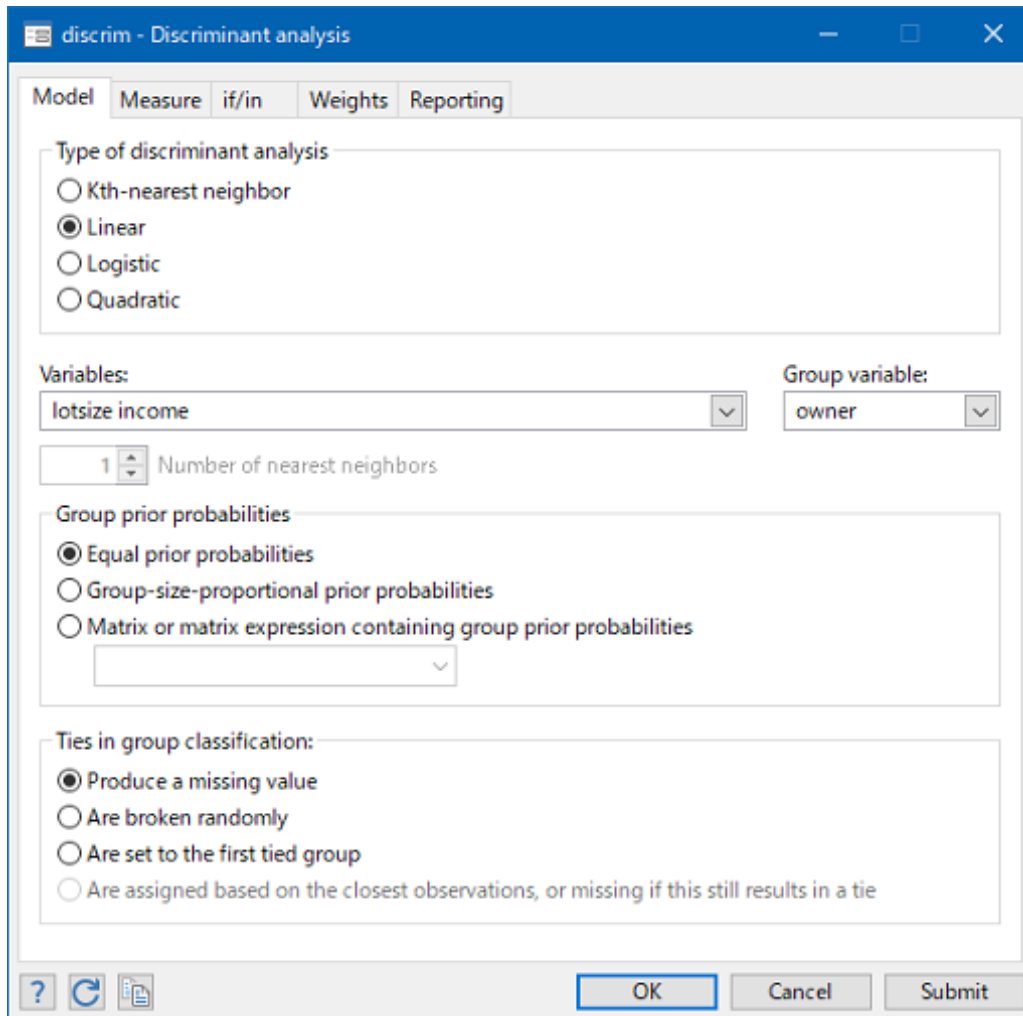 discrim - Discriminant analysis
Model Measure if/in Weights Reporting
Type of discriminant analysis
Kth-nearest neighbor
Linear
Logistic
Quadratic
Variables: Group variable:
lotsize income owner
1 Number of nearest neighbors
Group prior probabilities
Equal prior probabilities
Group-size-proportional prior probabilities
Matrix or matrix expression containing group prior probabilities
Ties in group classification:
Produce a missing value
Are broken randomly
Are set to the first tied group
Are assigned based on the closest observations, or missing if this still results in a tie
? OK Cancel Submit